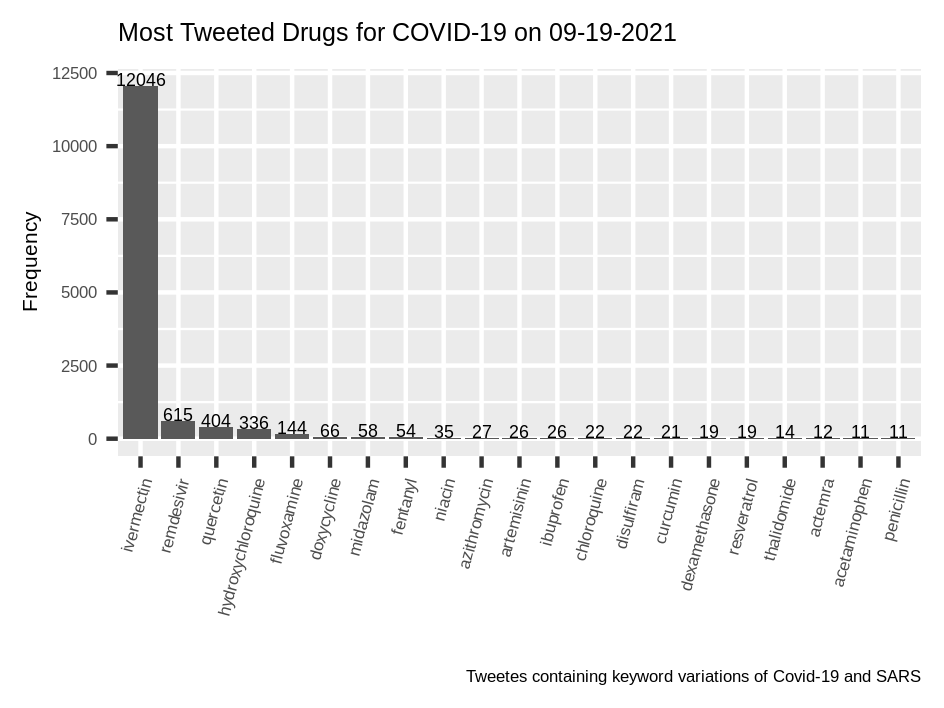 Most Tweeted Drugs for COVID-19 on 09-19-2021
Frequency
12500
10000
7500
5000
2500
0
12046
615
404
336
144
66
58
54
35
27
26
26
22
22
21
19
19
14
12
11
11
ivermectin
remdesivir
quercetin
hydroxychloroquine
fluvoxamine
doxycycline
midazolam
fentanyl
niacin
azithromycin
artemisinin
ibuprofen
chloroquine
disulfiram
curcumin
dexamethasone
resveratrol
thalidomide
actemra
acetaminophen
penicillin
Tweetes containing keyword variations of Covid-19 and SARS